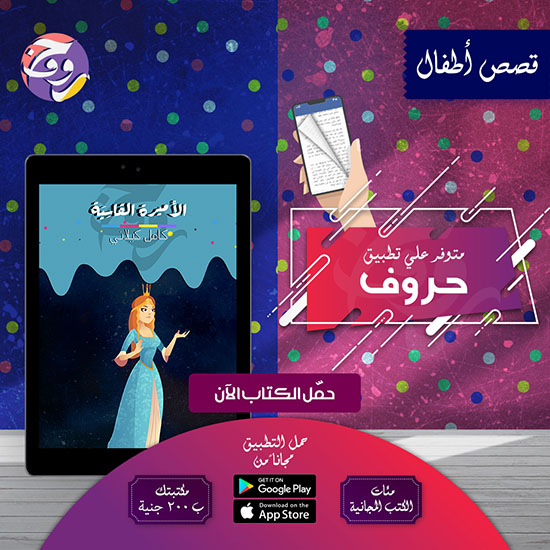 قصص أطفال
متوفر علي تطبيق
حروف
الأميرة القاسية
كامل كيلاني
حمّل الكتاب الآن
حمل التطبيق
مجاناً من
GET IT ON
Google Play
Download on the
App Store
مئات
الكتب المجانية
مكتبتك
ب ٢٠٠ جنية